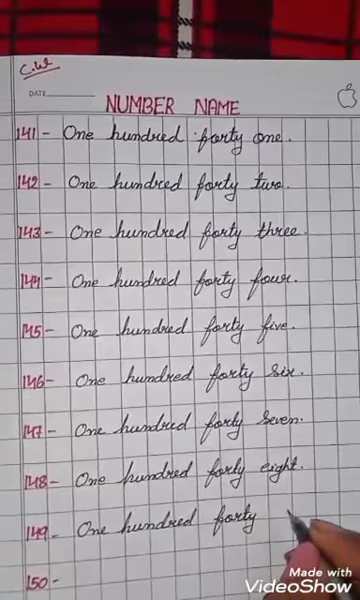 C.W
DATE
NUMBER NAME
141- One hundred forty one.
142- One hundred forty two.
143- One hundred forty three.
144- One hundred forty four.
145- One hundred forty five.
146- One hundred forty six.
147- One hundred forty seven.
148- One hundred forty eight.
149- One hundred forty
150-
Made with
VideoShow